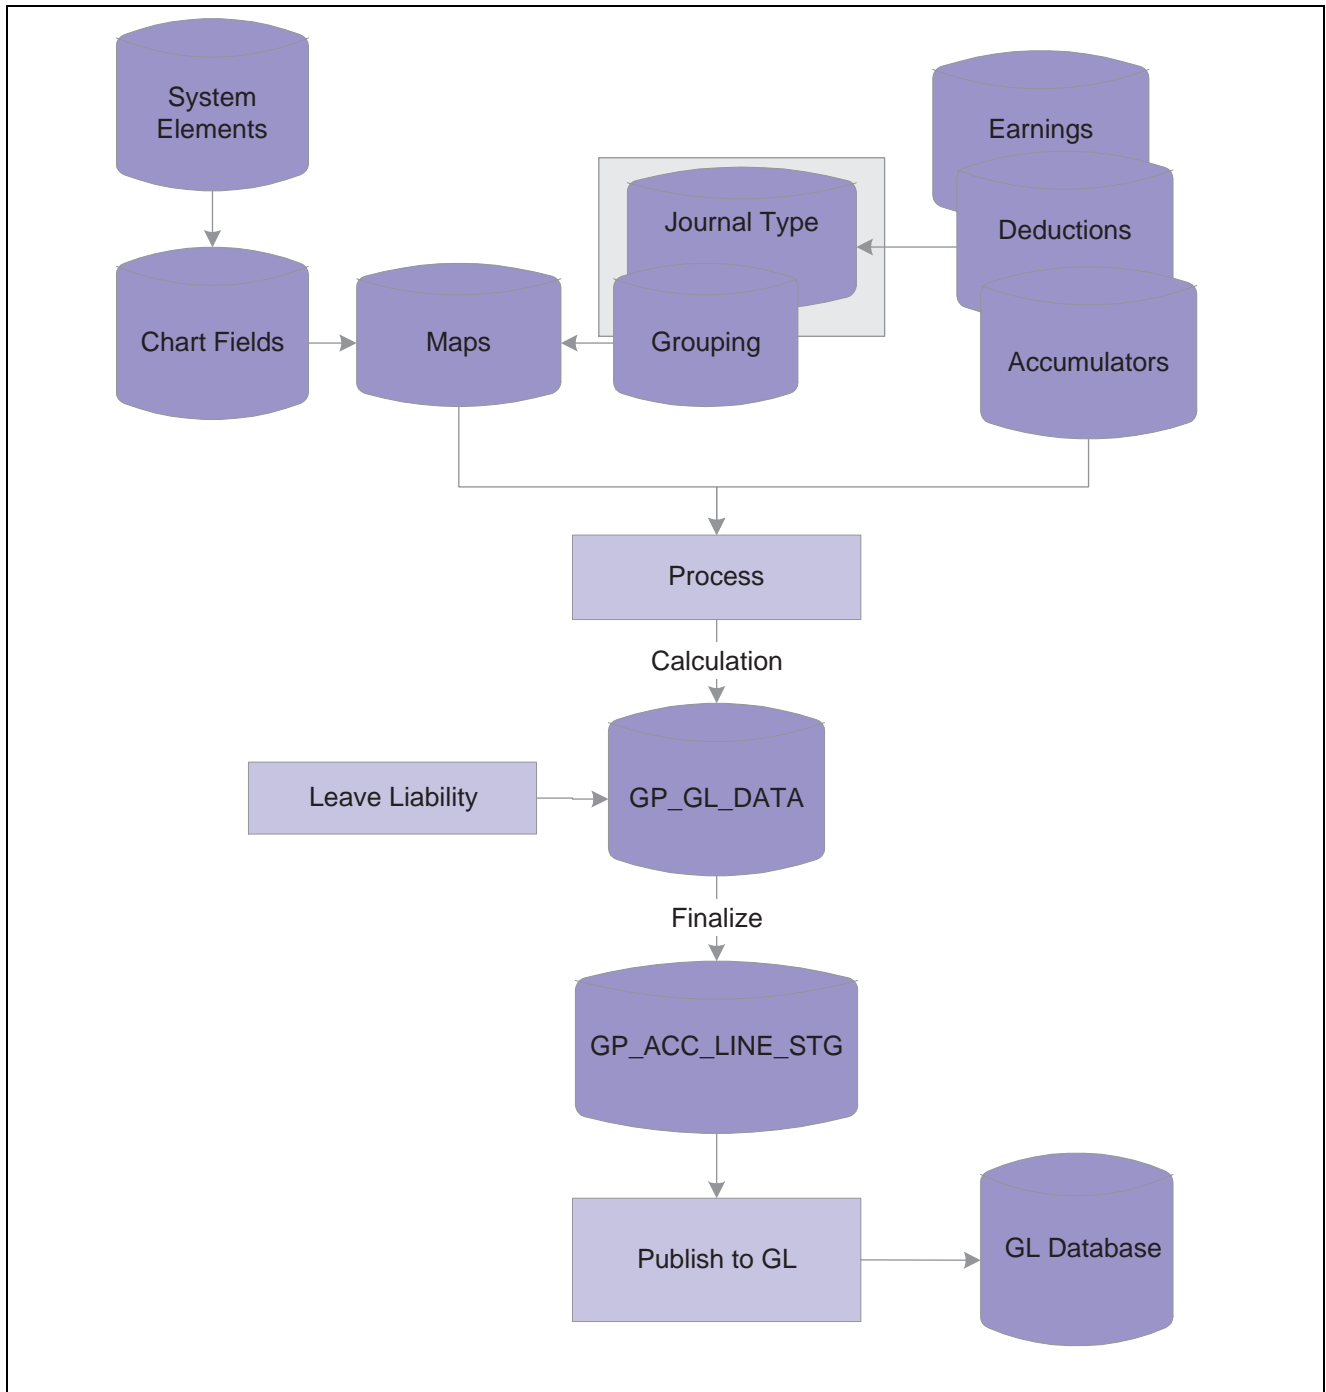 System
Elements
Earnings
Journal Type
Deductions
Chart Fields
Maps
Grouping
Accumulators
Process
Calculation
Leave Liability
GP_GL_DATA
Finalize
GP_ACC_LINE_STG
Publish to GL
GL Database